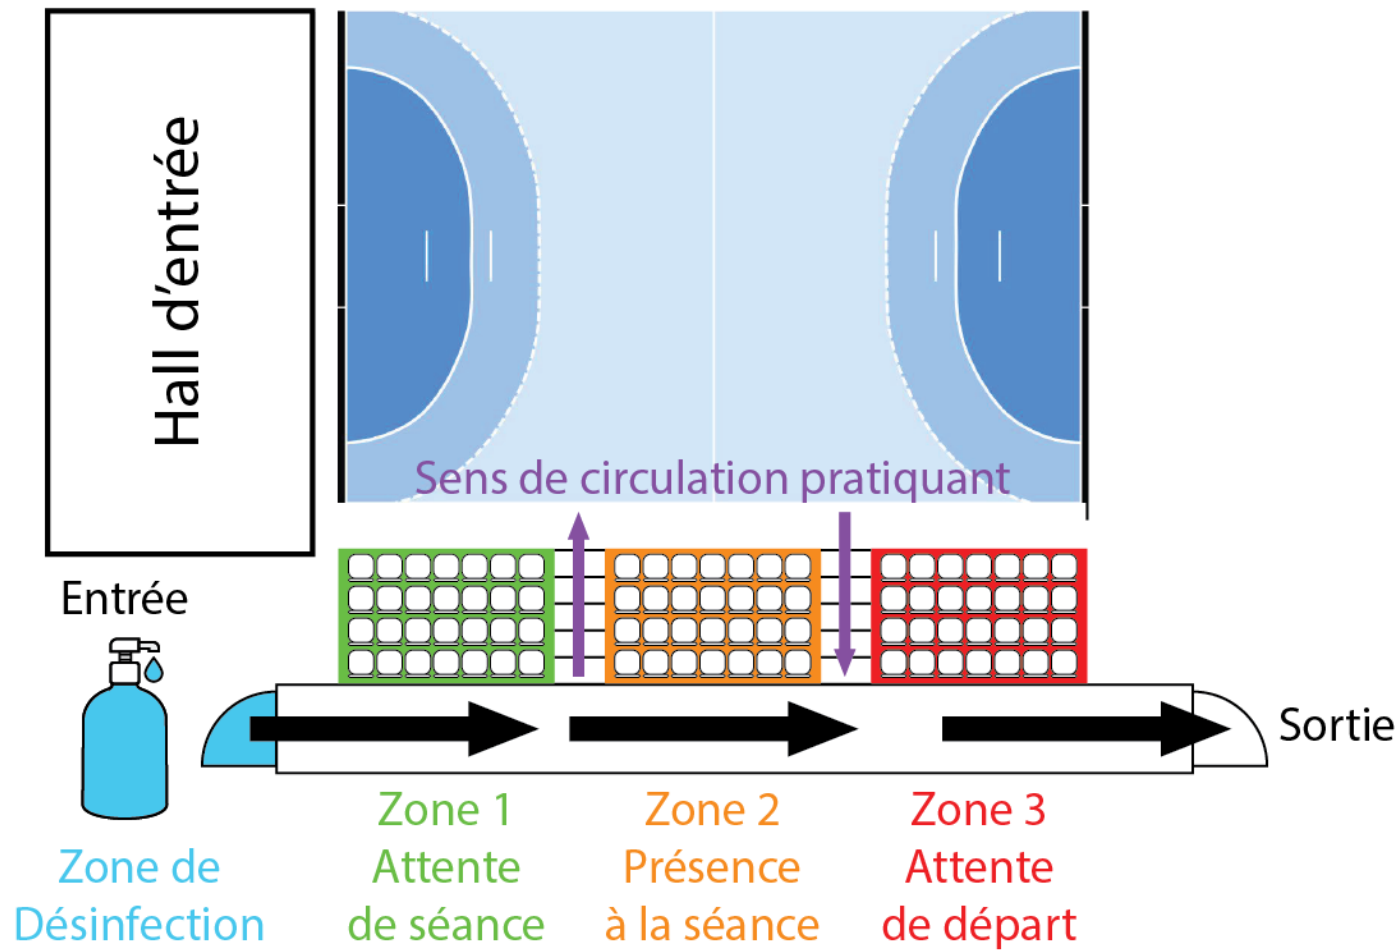 Hall d'entrée
Sens de circulation pratiquant
Entrée
Sortie
Zone de
Désinfection
Zone 1
Attente
de séance
Zone 2
Présence
à la séance
Zone 3
Attente
de départ